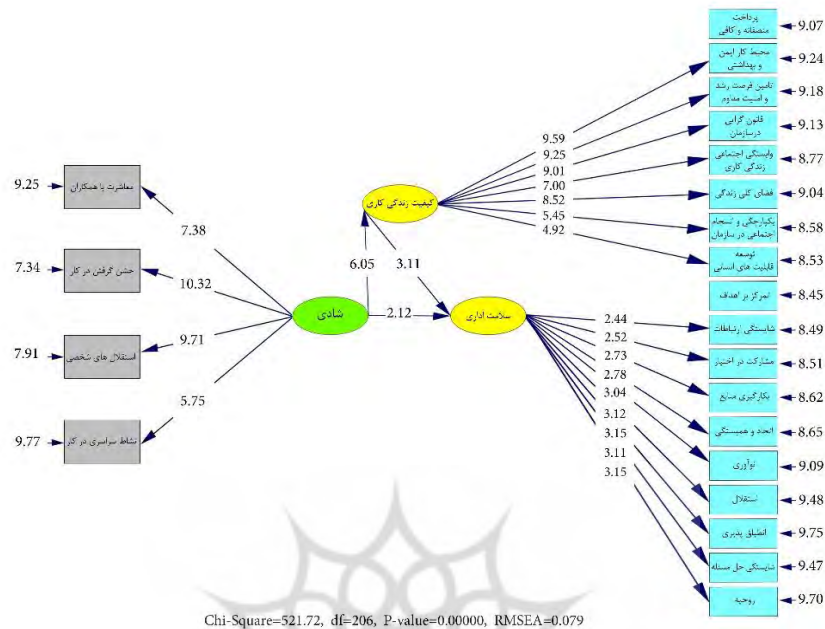 پرداخت
منصفانه و کافی
9.07
محیط کار ایمن
و بهداشتی
9.24
تامین فرصت رشد
و امنیت مداوم
9.18
قانون گرایی
درسازمان
9.13
وابستگی اجتماعی
زندگی کاری
8.77
فضای کلی زندگی
9.04
یکپارچگی و انسجام
اجتماعی در سازمان
8.58
توسعه
قابلیت های انسانی
8.53
تمرکز بر اهداف
8.45
شایستگی ارتباطات
8.49
مشارکت در اختیار
8.51
بکارگیری منابع
8.62
اتحاد و همبستگی
8.65
نوآوری
9.09
استقلال
9.48
انطباق پذیری
9.75
شایستگی حل مسئله
9.47
روحیه
9.70
9.59
9.25
9.01
7.00
8.52
5.45
4.92
کیفیت زندگی کاری
6.05
3.11
شادی
2.12
سلامت اداری
2.44
2.52
2.73
2.78
3.04
3.12
3.15
3.11
3.15
9.25
معاشرت با همکاران
7.38
7.34
جشن گرفتن در کار
10.32
7.91
استقلال های شخصی
9.71
9.77
نشاط سراسری در کار
5.75
Chi-Square=521.72, df=206, P-value=0.00000, RMSEA=0.079